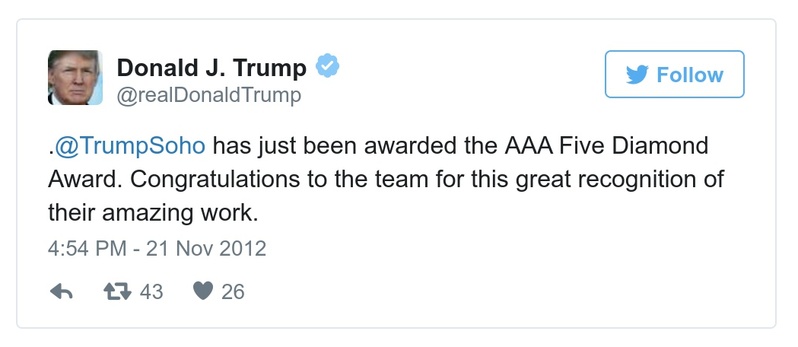 Donald J. Trump
@realDonaldTrump
Follow
.@TrumpSoho has just been awarded the AAA Five Diamond
Award. Congratulations to the team for this great recognition of
their amazing work.
4:54 PM - 21 Nov 2012
43 26